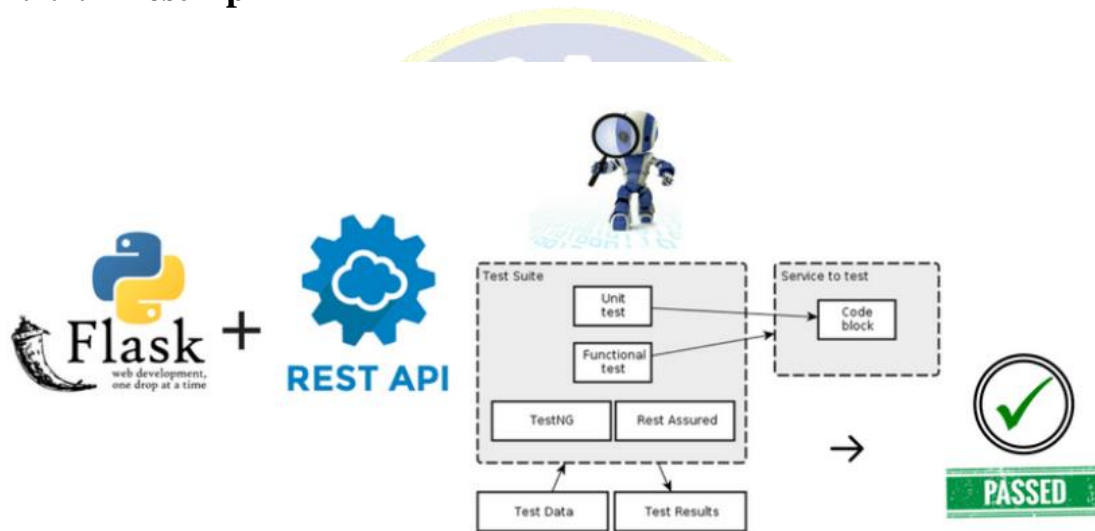 Flask
web development,
one drop at a time
+
REST API
Test Suite
Unit
test
Functional
test
TestNG
Rest Assured
Test Data
Test Results
Service to test
Code
block
PASSED